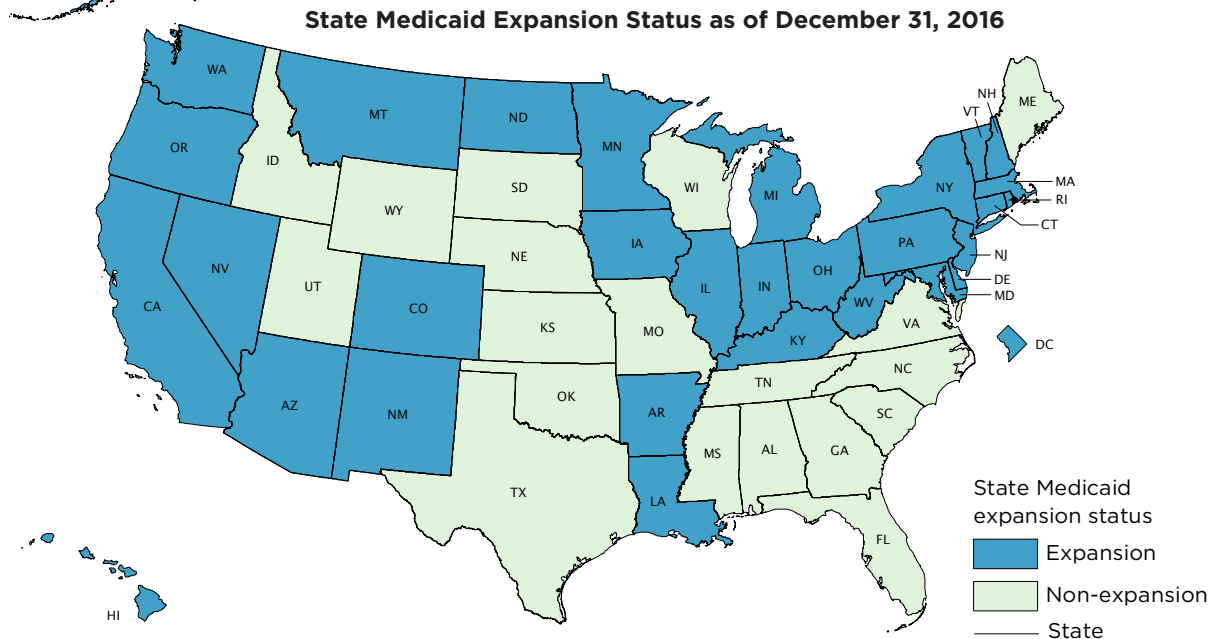 State Medicaid Expansion Status as of December 31, 2016
WA
MT
ND
MN
OR
ID
WY
SD
WI
MI
NY
VT
NH
ME
MA
RI
CT
NJ
DE
MD
DC
PA
NV
UT
CO
NE
IA
IL
IN
OH
WV
VA
CA
KS
MO
KY
NC
TN
SC
AZ
NM
OK
AR
MS
AL
GA
TX
LA
FL
HI
State Medicaid
expansion status
Expansion
Non-expansion
State